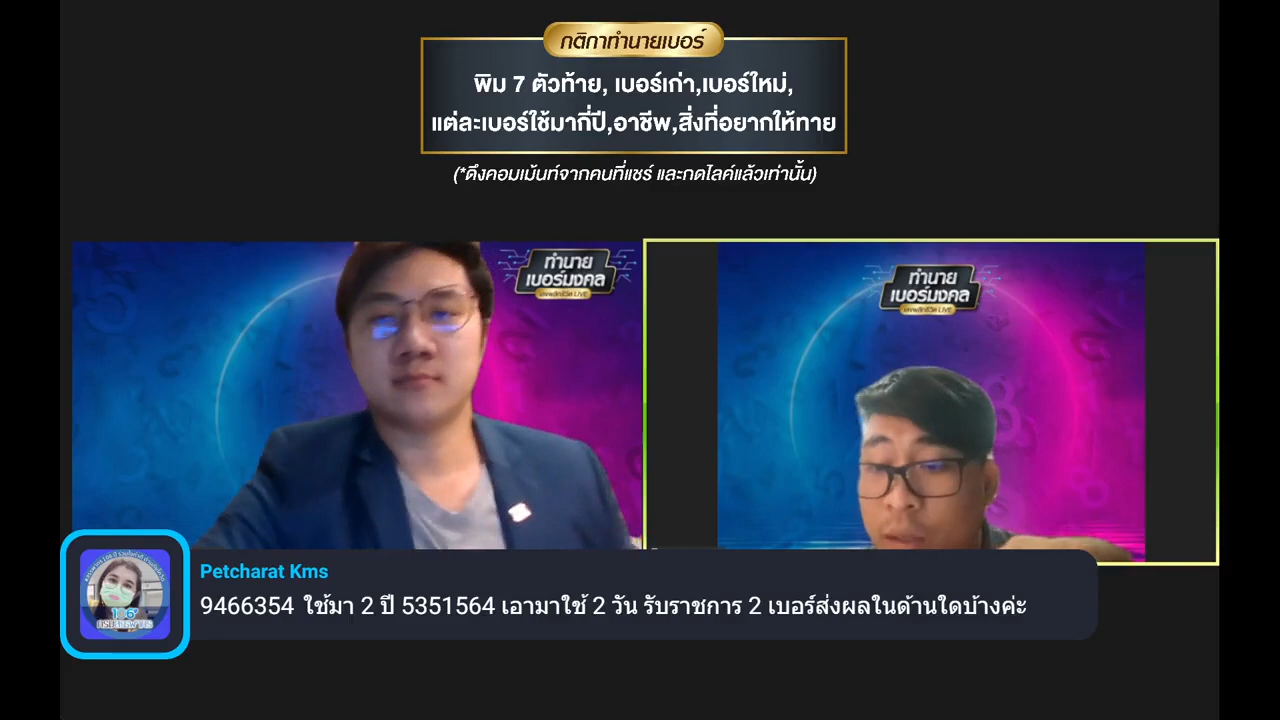 กติกาทำนายเบอร์
พิม 7 ตัวท้าย, เบอร์เก่า,เบอร์ใหม่,
แต่ละเบอร์ใช้มากี่ปี,อาชีพ,สิ่งที่อยากให้ทาย
(*ดึงคอมเม้นท์จากคนที่แชร์ และกดไลค์แล้วเท่านั้น)
ทำนาย
เบอร์มงคล
ทำนาย
เบอร์มงคล
Petcharat Kms
9466354 ใช้มา 2 ปี 5351564 เอามาใช้ 2 วัน รับราชการ 2 เบอร์ส่งผลในด้านใดบ้างค่ะ